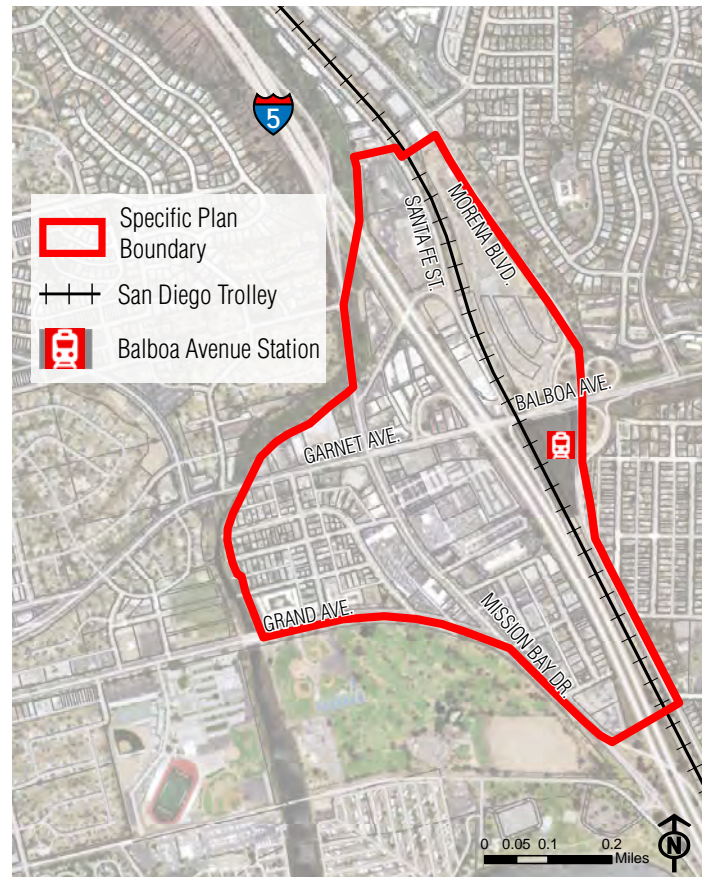 5
Specific Plan
Boundary
San Diego Trolley
Balboa Avenue Station
SANTA FE ST.
MORENA BLVD.
BALBOA AVE.
GARNET AVE.
GRAND AVE.
MISSION BAY DR.
0 0.05 0.1 0.2
Miles
N